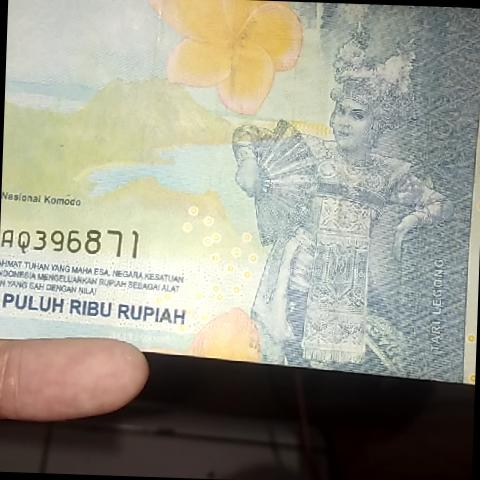 Nasional Komodo
AQ396871
AHMAT TUHAN YANG MAHA ESA, NEGARA KESATUAN
NDONESIA MENGELUARKAN RUPIAH SEBAGAI ALAT
N YANG SAH DENGAN NILAI
PULUH RIBU RUPIAH
TARI LEGONG